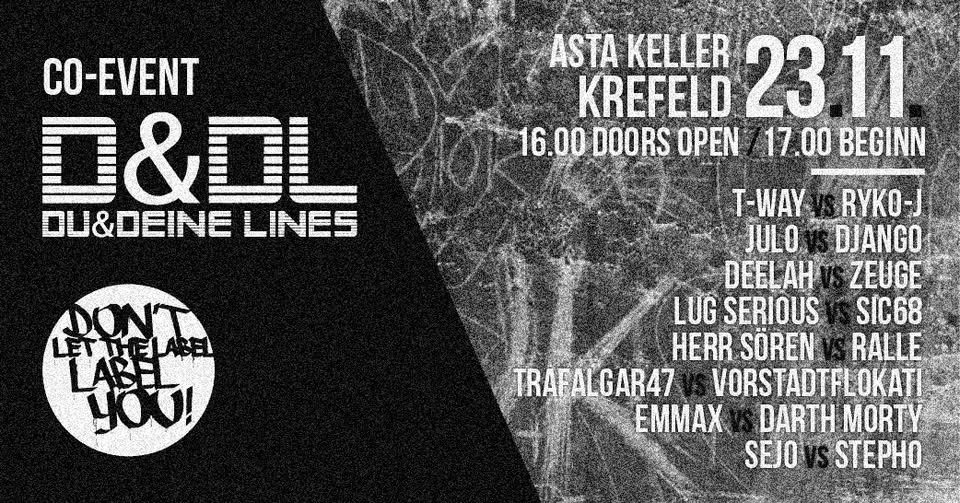 CO-EVENT
D&DL
DU&DEINE LINES
DON'T
LET THE LABEL
LABEL
YOU!
ASTA KELLER
KREFELD
23.11.
16.00 DOORS OPEN / 17.00 BEGINN
T-WAY VS RYKO-J
JULO VS DJANGO
DEELAH VS ZEUGE
LUG SERIOUS VS SIC68
HERR SÖREN VS RALLE
TRAFALGAR47 VS VORSTADTFLOKATI
EMMAX VS DARTH MORTY
SEJO VS STEPHO